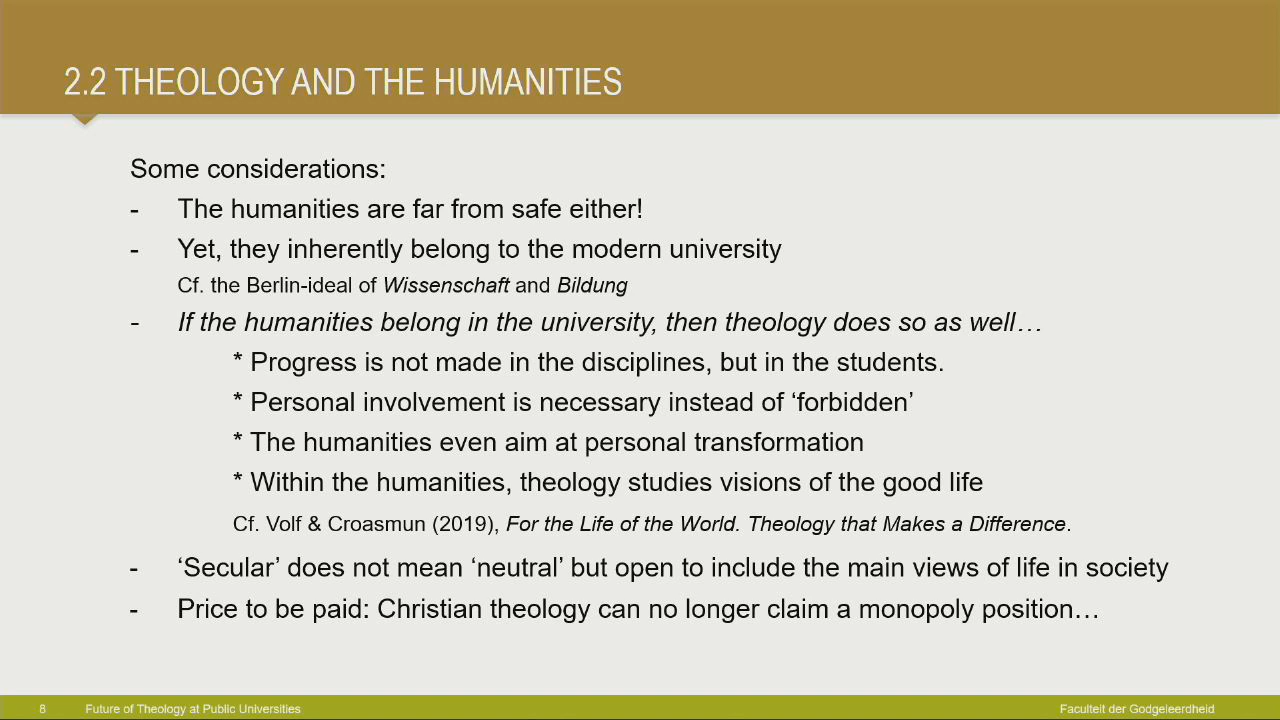 2.2 THEOLOGY AND THE HUMANITIES
Some considerations:
- The humanities are far from safe either!
- Yet, they inherently belong to the modern university
Cf. the Berlin-ideal of Wissenschaft and Bildung
- If the humanities belong in the university, then theology does so as well…
* Progress is not made in the disciplines, but in the students.
* Personal involvement is necessary instead of ‘forbidden’
* The humanities even aim at personal transformation
* Within the humanities, theology studies visions of the good life
Cf. Volf & Croasmun (2019), For the Life of the World. Theology that Makes a Difference.
- ‘Secular’ does not mean ‘neutral’ but open to include the main views of life in society
- Price to be paid: Christian theology can no longer claim a monopoly position…
8 Future of Theology at Public Universities Faculteit der Godgeleerdheid